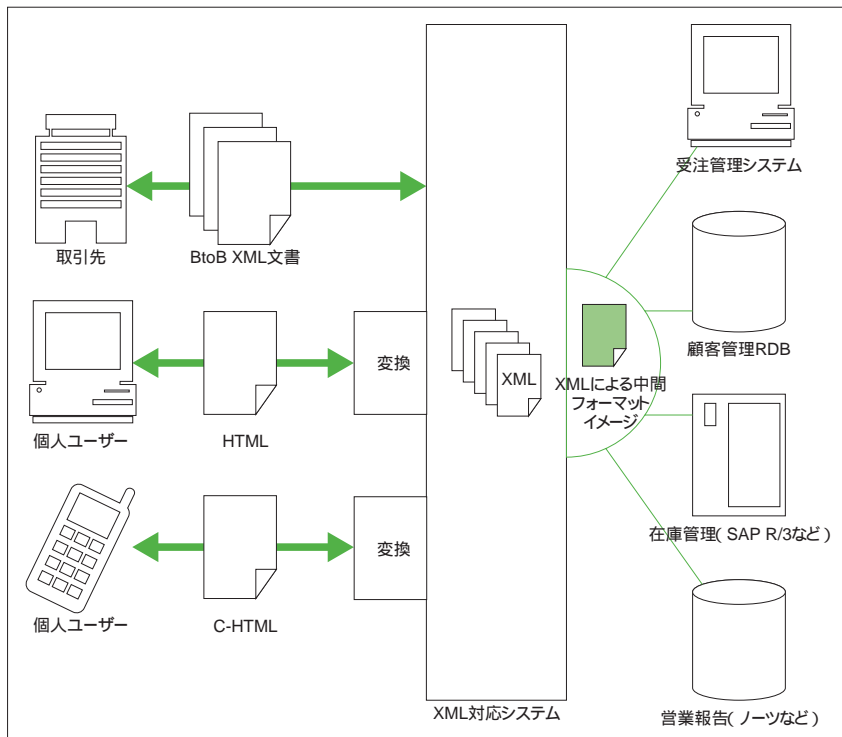 受注管理システム
取引先
BtoB XML文書
顧客管理RDB
変換
XML
XMLによる中間
フォーマット
イメージ
個人ユーザー
HTML
在庫管理( SAP R/3など )
変換
個人ユーザー
C-HTML
XML対応システム
営業報告( ノーツなど )